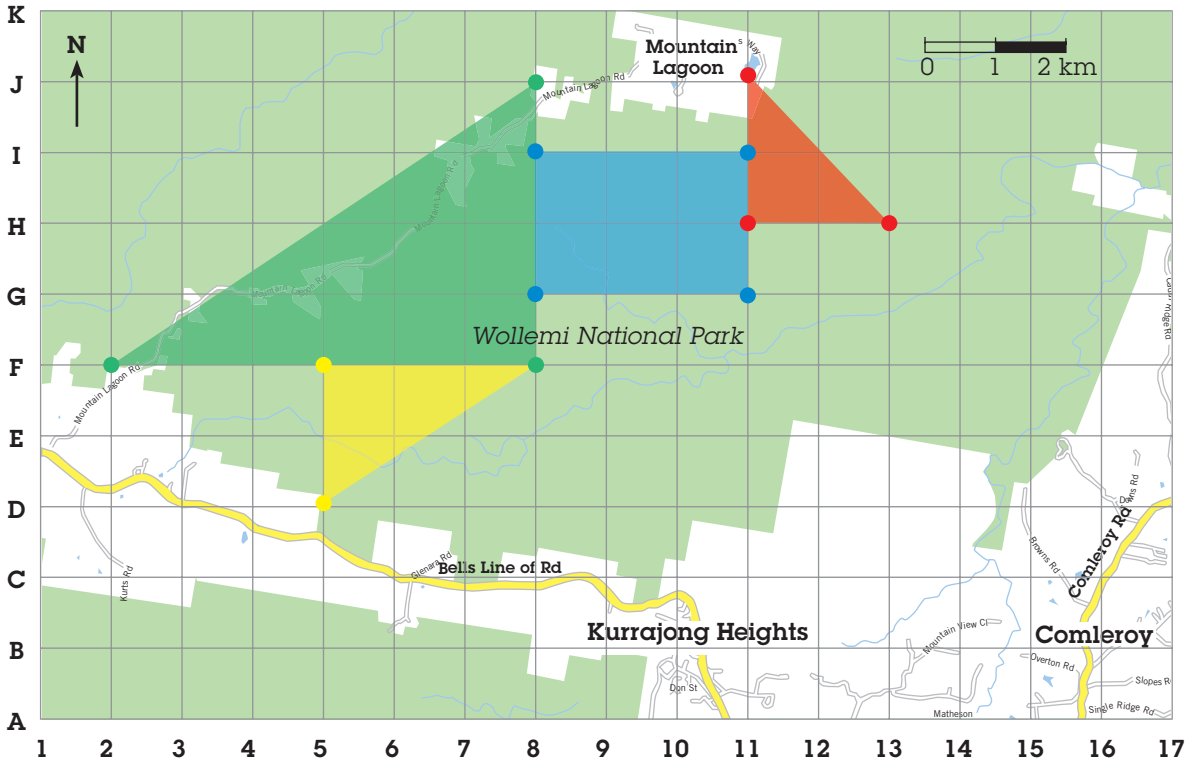 K
N
Mountain
Lagoon
s Way
0 1 2 km
J
Mountain Lagoon Rd
I
Mountain Lagoon Rd
H
G
Wollemi National Park
F
Mountain Lagoon Rd
E
D
Kurts Rd
Glenara Rd
Bells Line of Rd
Browns Rd
Comleroy Rd
C
Kurrajong Heights
Mountain View Cl
Comleroy
B
Overton Rd
Don St
Slopes R
Matheson
Single Ridge Rd
A
1 2 3 4 5 6 7 8 9 10 11 12 13 14 15 16 17